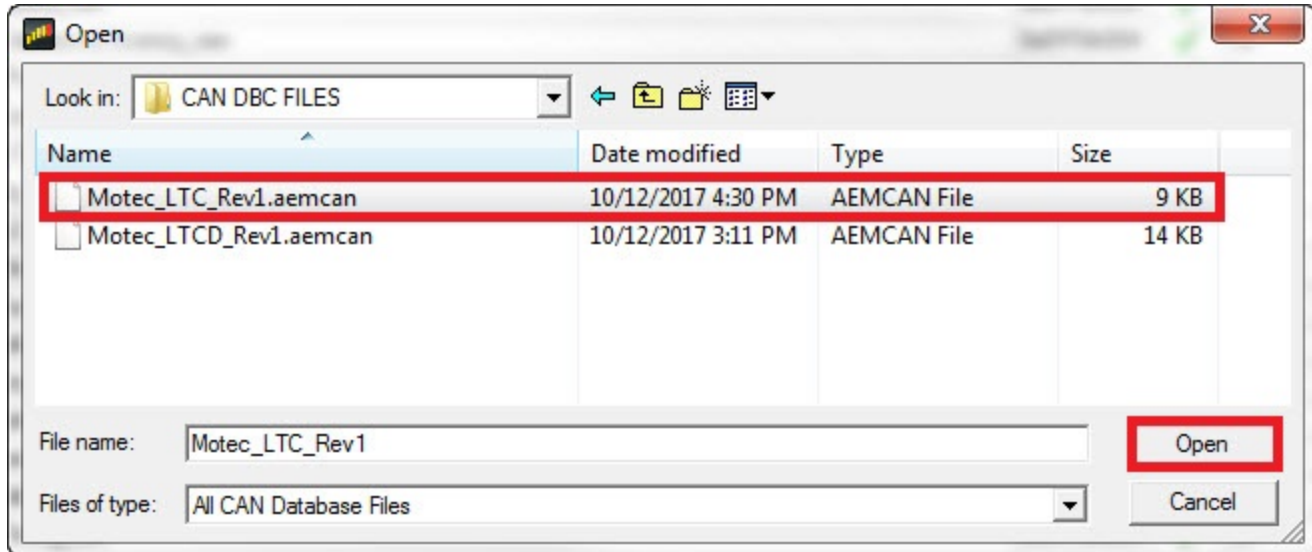 Open
Look in: CAN DBC FILES
Name Date modified Type Size
Motec_LTC_Rev1.aemcan 10/12/2017 4:30 PM AEMCAN File 9 KB
Motec_LTCD_Rev1.aemcan 10/12/2017 3:11 PM AEMCAN File 14 KB
File name: Motec_LTC_Rev1 Open
Files of type: All CAN Database Files Cancel